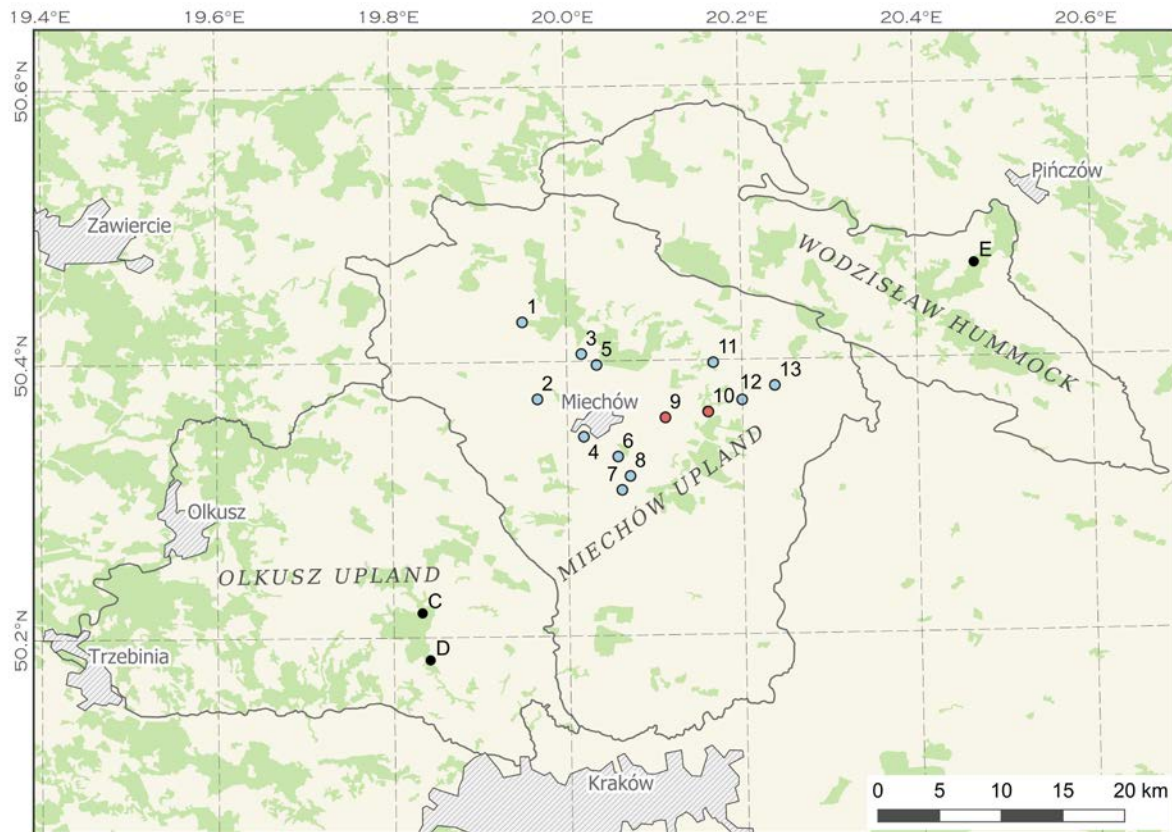 19.4°E 19.6°E 19.8°E 20.0°E 20.2°E 20.4°E 20.6°E
50.6°N
Pińczów
Zawiercie
WODZISŁAW HUMMOCK
E
1
3
5
50.4°N
11
13
12
2
Miechów
10
9
4
6
8
7
MIECHÓW UPLAND
Olkusz
OLKUSZ UPLAND
C
50.2°N
D
Trzebinia
Kraków
0 5 10 15 20 km